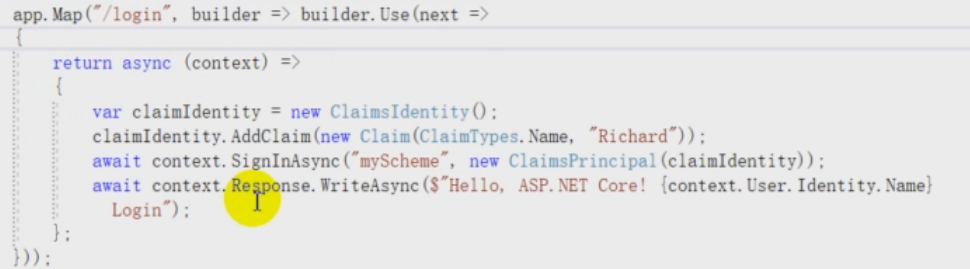 app.Map("/login", builder => builder.Use(next =>
{
return async (context) =>
{
var claimIdentity = new ClaimsIdentity();
claimIdentity.AddClaim(new Claim(ClaimTypes.Name, "Richard"));
await context.SignInAsync("myScheme", new ClaimsPrincipal(claimIdentity));
await context.Response.WriteAsync($"Hello, ASP.NET Core! {context.User.Identity.Name}
Login");
};
}));